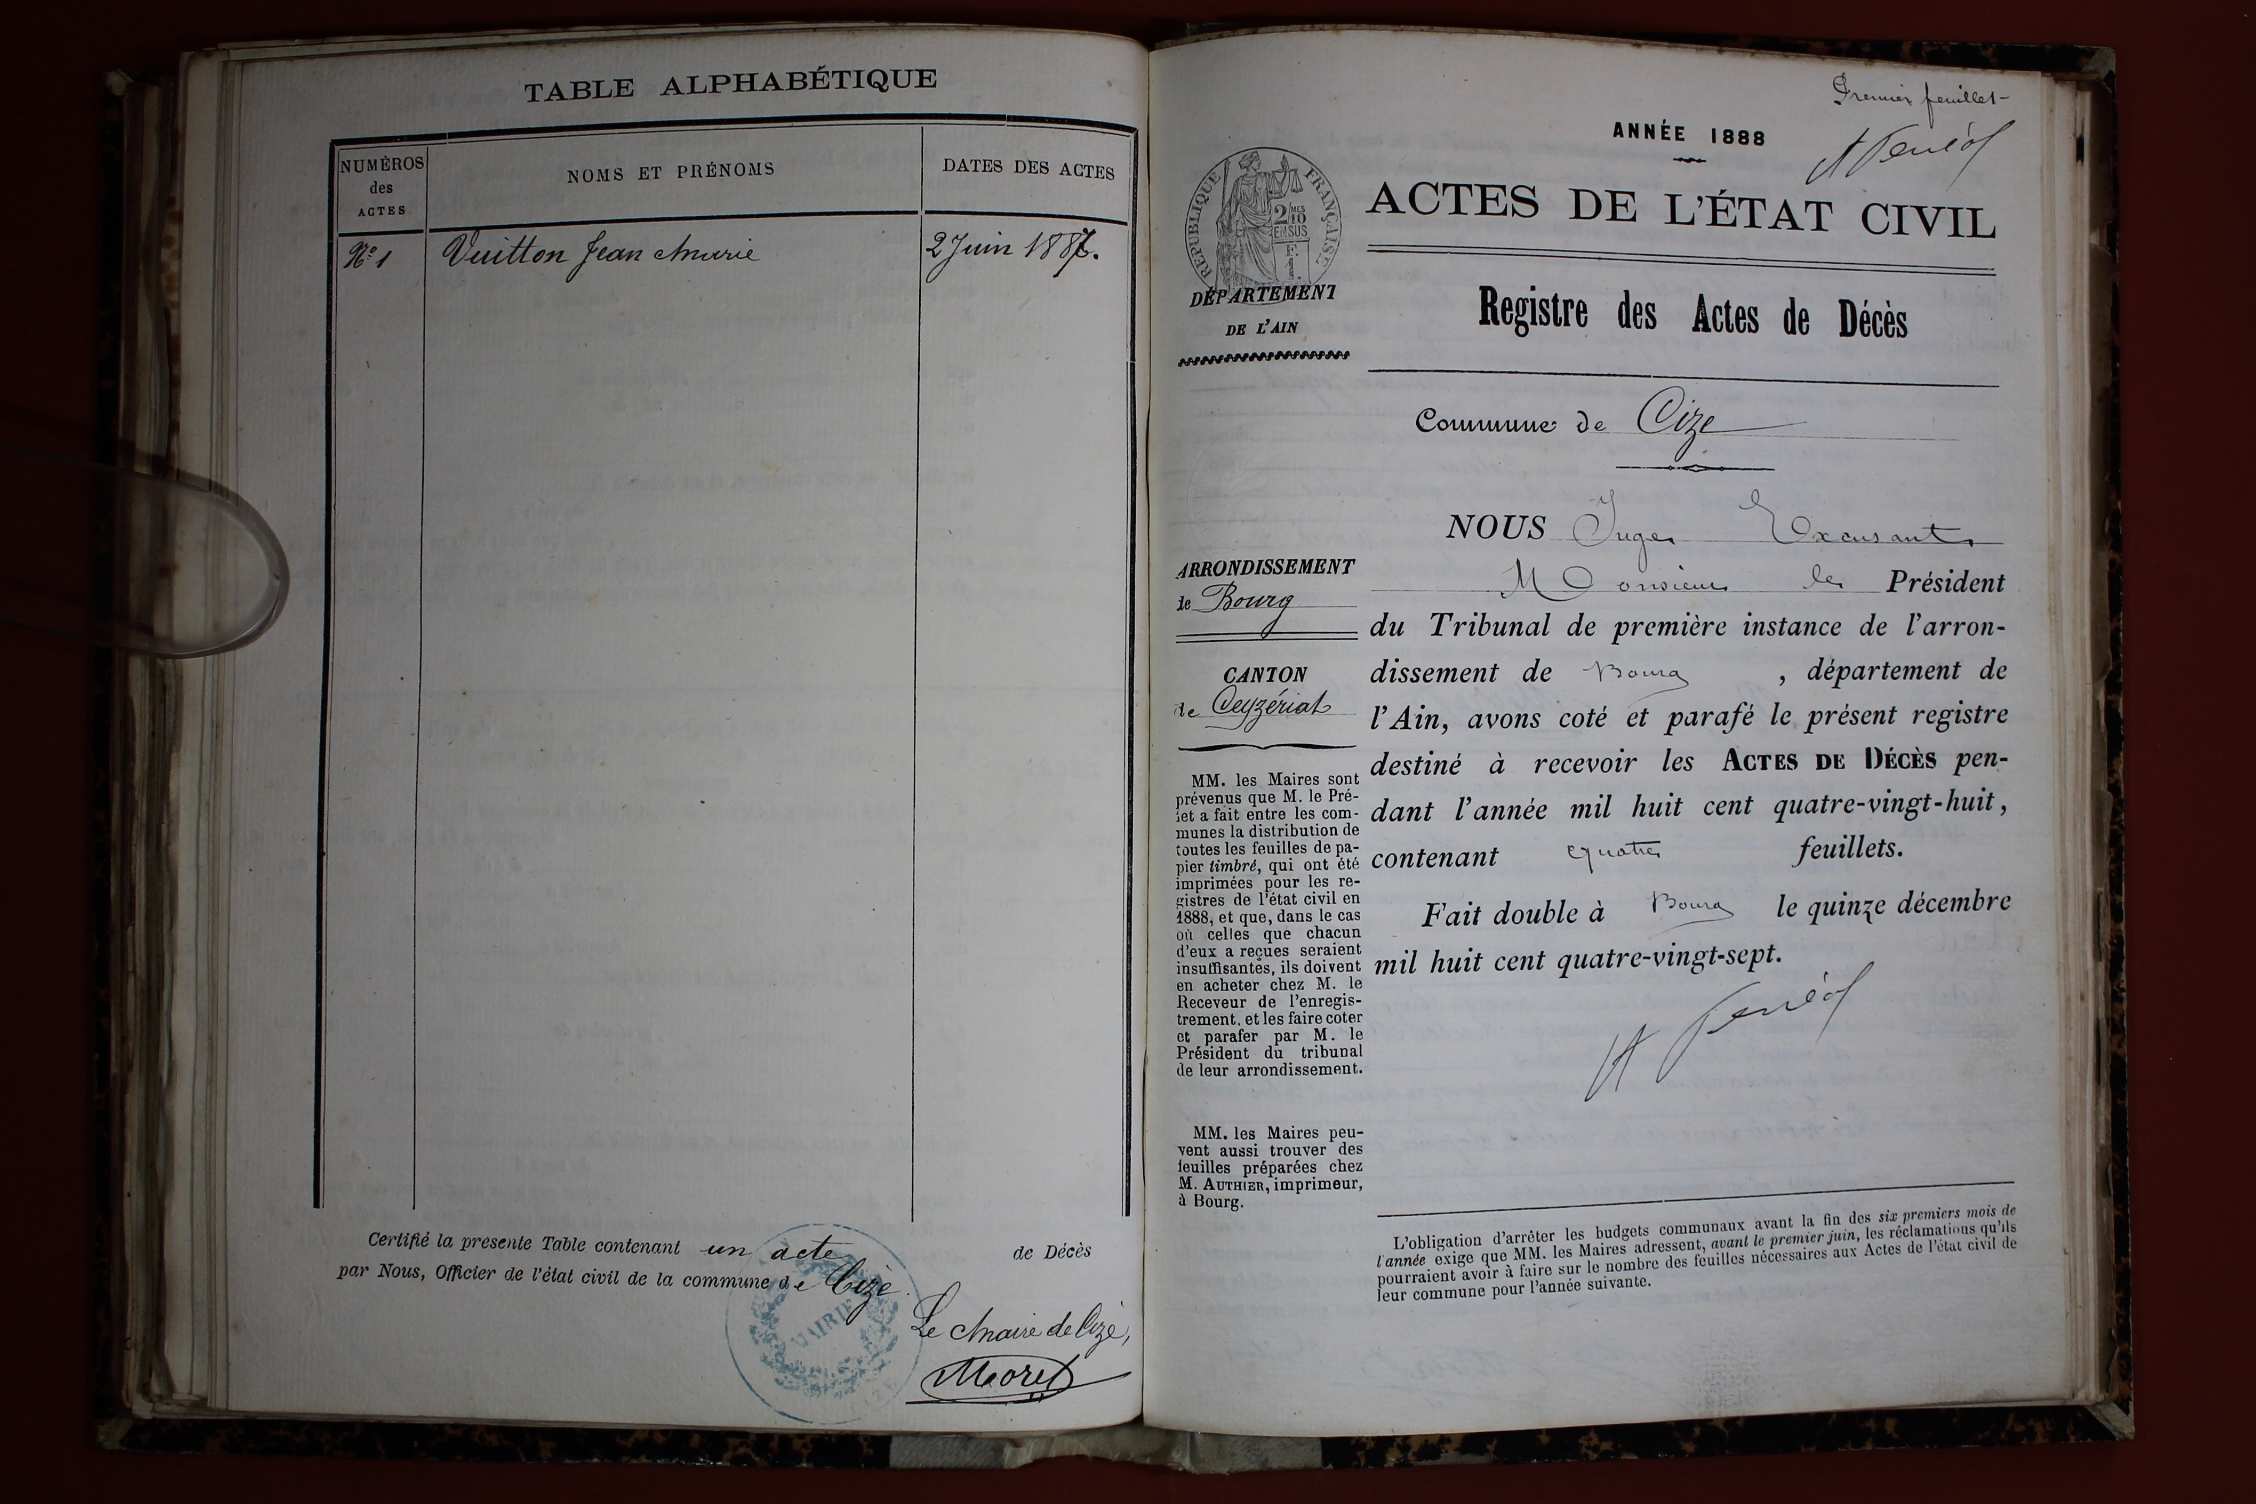 TABLE ALPHABÉTIQUE
NUMÉROS
des
ACTES
NOMS ET PRÉNOMS
DATES DES ACTES
N° 1 Vuitton Jean Marie 2 Juin 1887.
Certifié la presente Table contenant un acte de Décès
par Nous, Officier de l'état civil de la commune de Cize.
MAIRIE
Le Maire de Cize,
Moret
Premier feuillet
ANNÉE 1888
RÉPUBLIQUE FRANÇAISE
2 MES
10
EN SUS
F.
1.
ACTES DE L'ÉTAT CIVIL
DÉPARTEMENT
DE L'AIN
Registre des Actes de Décès
Commune de Cize
ARRONDISSEMENT
de Bourg
CANTON
de Ceyzériat
MM. les Maires sont
prévenus que M. le Pré-
fet a fait entre les com-
munes la distribution de
toutes les feuilles de pa-
pier timbré, qui ont été
imprimées pour les re-
gistres de l'état civil en
1888, et que, dans le cas
où celles que chacun
d'eux a reçues seraient
insuffisantes, ils doivent
en acheter chez M. le
Receveur de l'enregis-
trement, et les faire coter
et parafer par M. le
Président du tribunal
de leur arrondissement.
MM. les Maires peu-
vent aussi trouver des
feuilles préparées chez
M. AUTHIER, imprimeur,
à Bourg.
NOUS Juge Excusant
Monsieur le Président
du Tribunal de première instance de l'arron-
dissement de Bourg , département de
l'Ain, avons coté et parafé le présent registre
destiné à recevoir les ACTES DE DÉCÈS pen-
dant l'année mil huit cent quatre-vingt-huit,
contenant quatre feuillets.
Fait double à Bourg le quinze décembre
mil huit cent quatre-vingt-sept.
L'obligation d'arrêter les budgets communaux avant la fin des six premiers mois de
l'année exige que MM. les Maires adressent, avant le premier juin, les réclamations qu'ils
pourraient avoir à faire sur le nombre des feuilles nécessaires aux Actes de l'état civil de
leur commune pour l'année suivante.